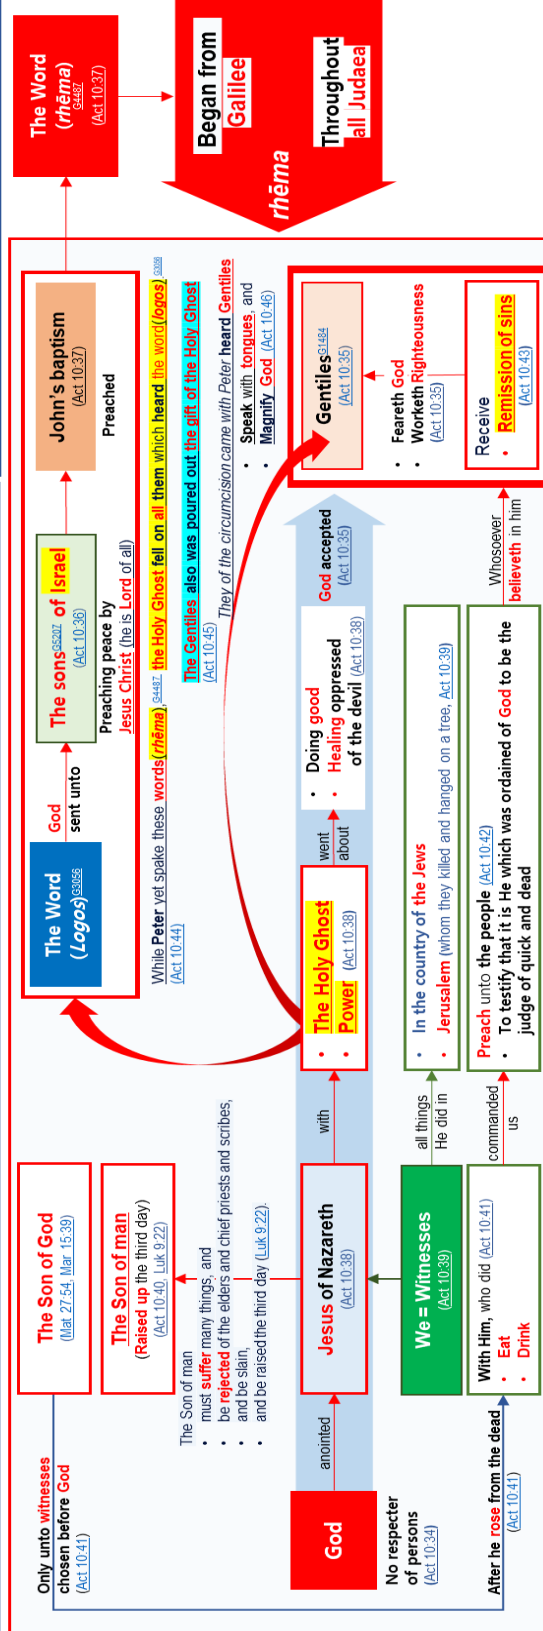 Only unto witnesses
chosen before God
(Act 10:41)
The Son of God
(Mat 27:54, Mar 15:39)
The Son of man
(Raised up the third day)
(Act 10:40, Luk 9:22)
The Son of man
• must suffer many things, and
• be rejected of the elders and chief priests and scribes,
• and be slain,
• and be raised the third day (Luk 9:22).
The Word
(Logos)G3056
God
sent unto
The sonsG5207 of Israel
(Act 10:36)
Preaching peace by
Jesus Christ (he is Lord of all)
John's baptism
(Act 10:37)
Preached
The Word
(rhēma)
G4487
(Act 10:37)
While Peter yet spake these words(rhēma),G4487 the Holy Ghost fell on all them which heard the word(logos).G3056
(Act 10:44)
The Gentiles also was poured out the gift of the Holy Ghost
(Act 10:45)
They of the circumcision came with Peter heard Gentiles
• Speak with tongues, and
• Magnify God (Act 10:46)
Began from
Galilee
Throughout
all Judaea
rhēma
God
No respecter
of persons
(Act 10:34)
anointed
Jesus of Nazareth
(Act 10:38)
with
• The Holy Ghost
• Power (Act 10:38)
went
about
• Doing good
• Healing oppressed
of the devil (Act 10:38)
God accepted
(Act 10:35)
GentilesG1484
(Act 10:35)
• Feareth God
• Worketh Righteousness
(Act 10:35)
Receive
• Remission of sins
(Act 10:43)
We = Witnesses
(Act 10:39)
all things
He did in
• In the country of the Jews
• Jerusalem (whom they killed and hanged on a tree, Act 10:39)
After he rose from the dead
(Act 10:41)
With Him, who did (Act 10:41)
• Eat
• Drink
commanded
us
Preach unto the people (Act 10:42)
• To testify that it is He which was ordained of God to be the
judge of quick and dead
Whosoever
believeth in him